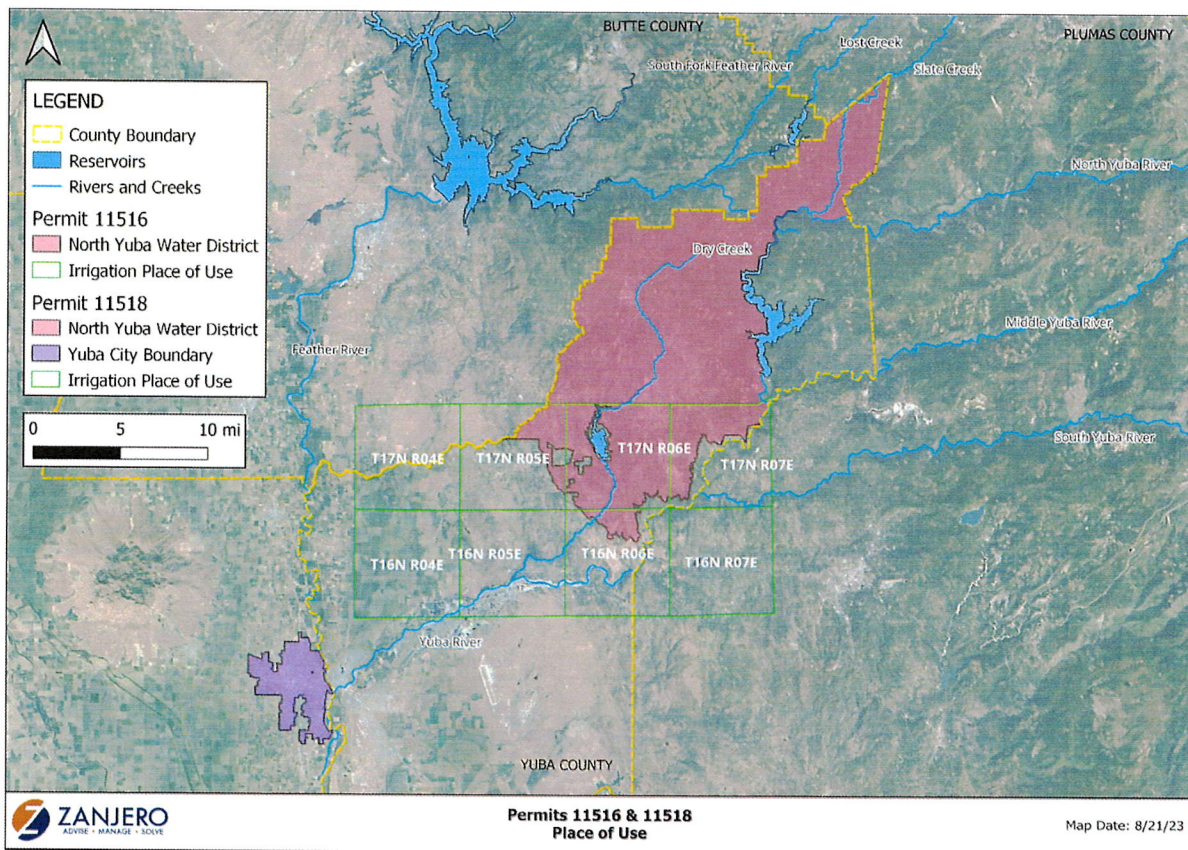 BUTTE COUNTY
PLUMAS COUNTY
Lost Creek
South Fork Feather River
Slate Creek
LEGEND
County Boundary
Reservoirs
Rivers and Creeks
Permit 11516
North Yuba Water District
Irrigation Place of Use
Permit 11518
North Yuba Water District
Yuba City Boundary
Irrigation Place of Use
0 5 10 mi
North Yuba River
Dry Creek
Middle Yuba River
Feather River
South Yuba River
T17N R04E
T17N R05E
T17N R06E
T17N R07E
T16N R04E
T16N R05E
T16N R06E
T16N R07E
Yuba River
YUBA COUNTY
ZANJERO
ADVISE • MANAGE • SOLVE
Permits 11516 & 11518
Place of Use
Map Date: 8/21/23